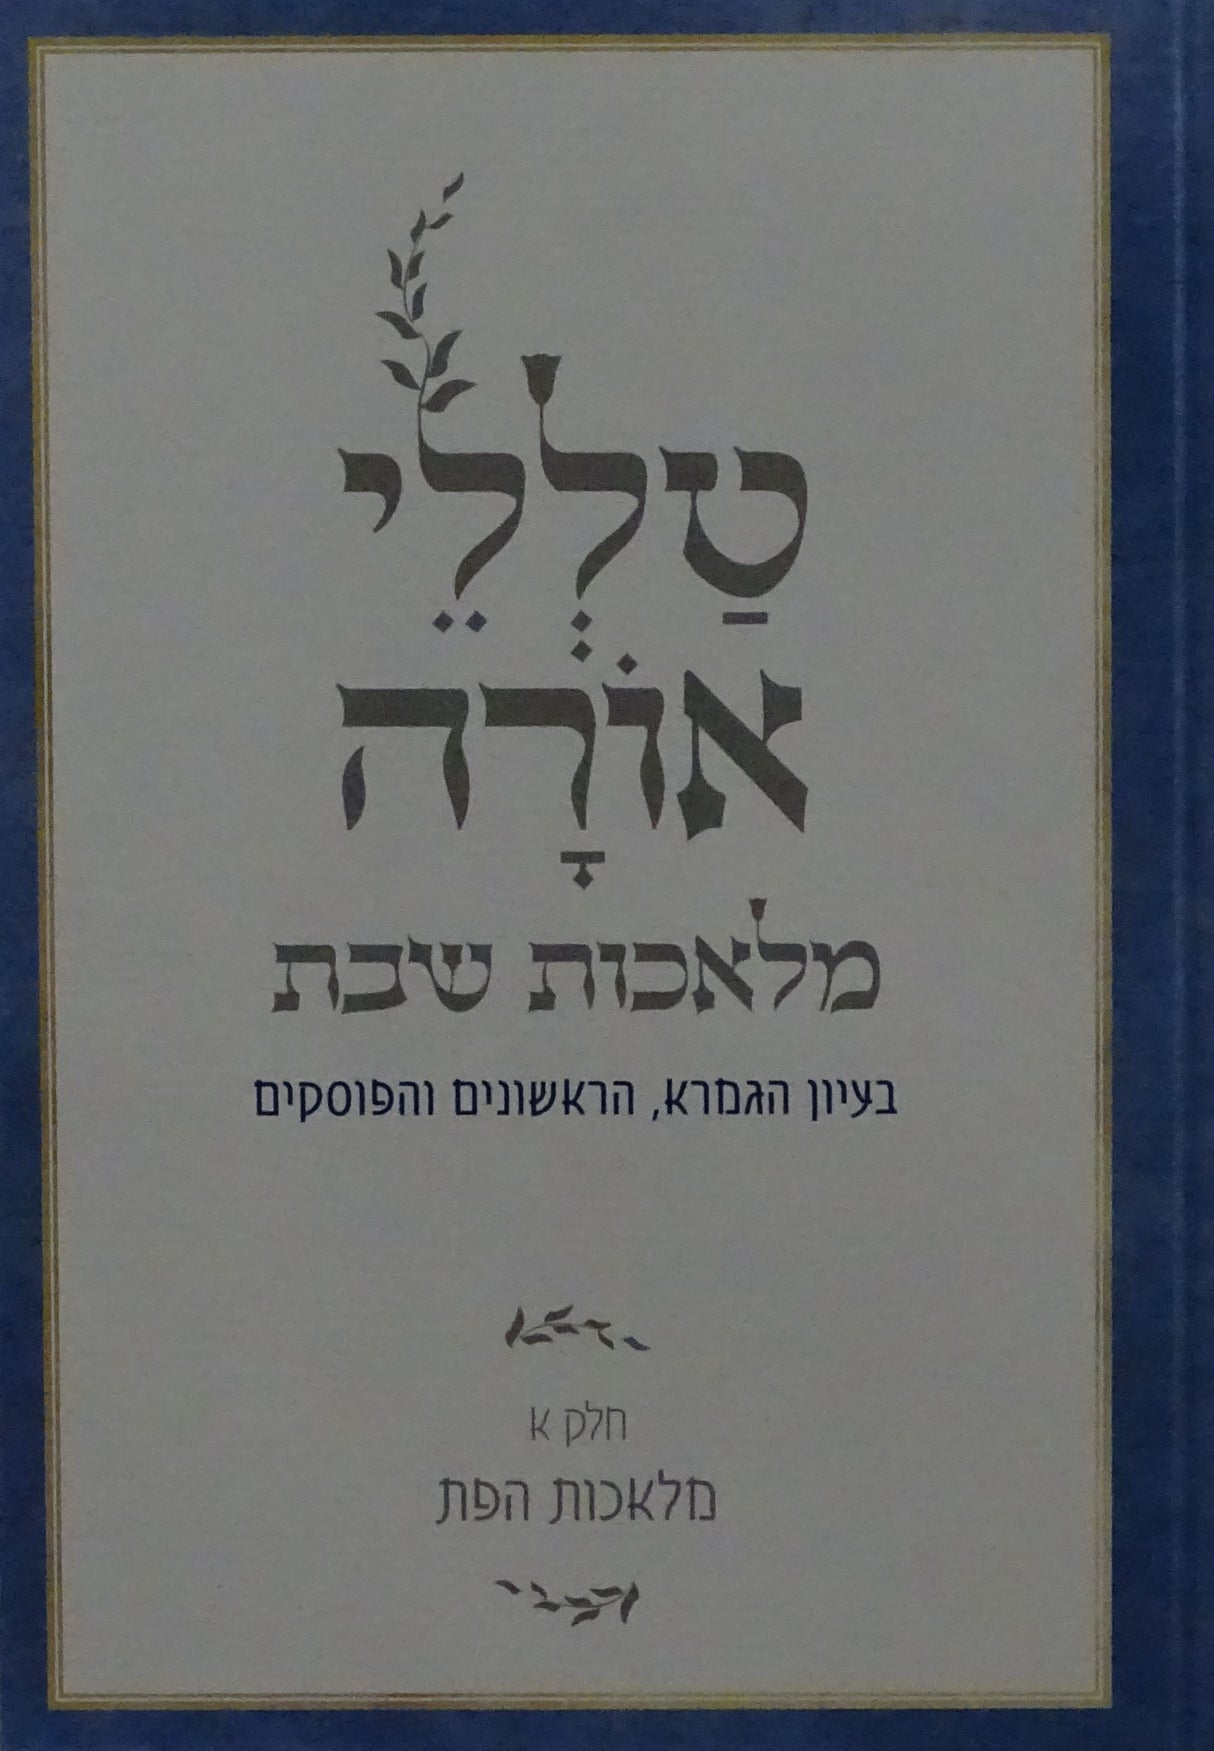 טַלְלֵי
אוֹרָה
מלאכות שבת
בעיון הגמרא, הראשונים והפוסקים
חלק א
מלאכות הפת